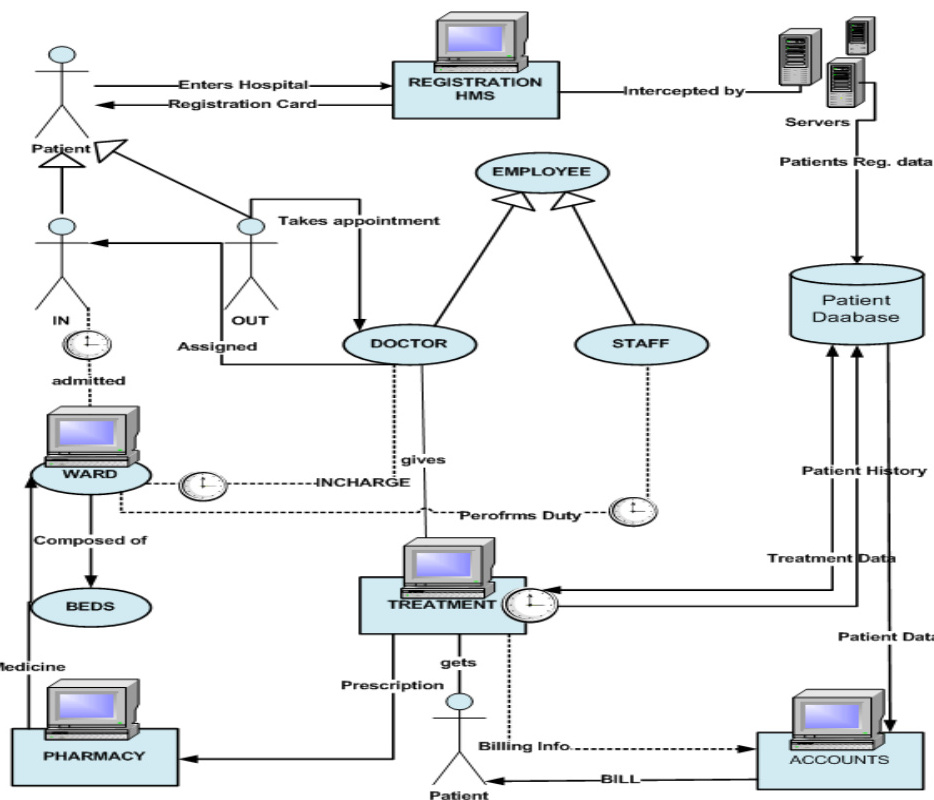 Enters Hospital
REGISTRATION
HMS
Intercepted by
Registration Card
Servers
Patient
Patients Reg. data
EMPLOYEE
Takes appointment
Patient
Daabase
IN
OUT
DOCTOR
STAFF
Assigned
admitted
WARD
gives
INCHARGE
Patient History
Perofrms Duty
Composed of
Treatment Data
BEDS
TREATMENT
Patient Data
Medicine
gets
Prescription
PHARMACY
Billing Info
ACCOUNTS
BILL
Patient